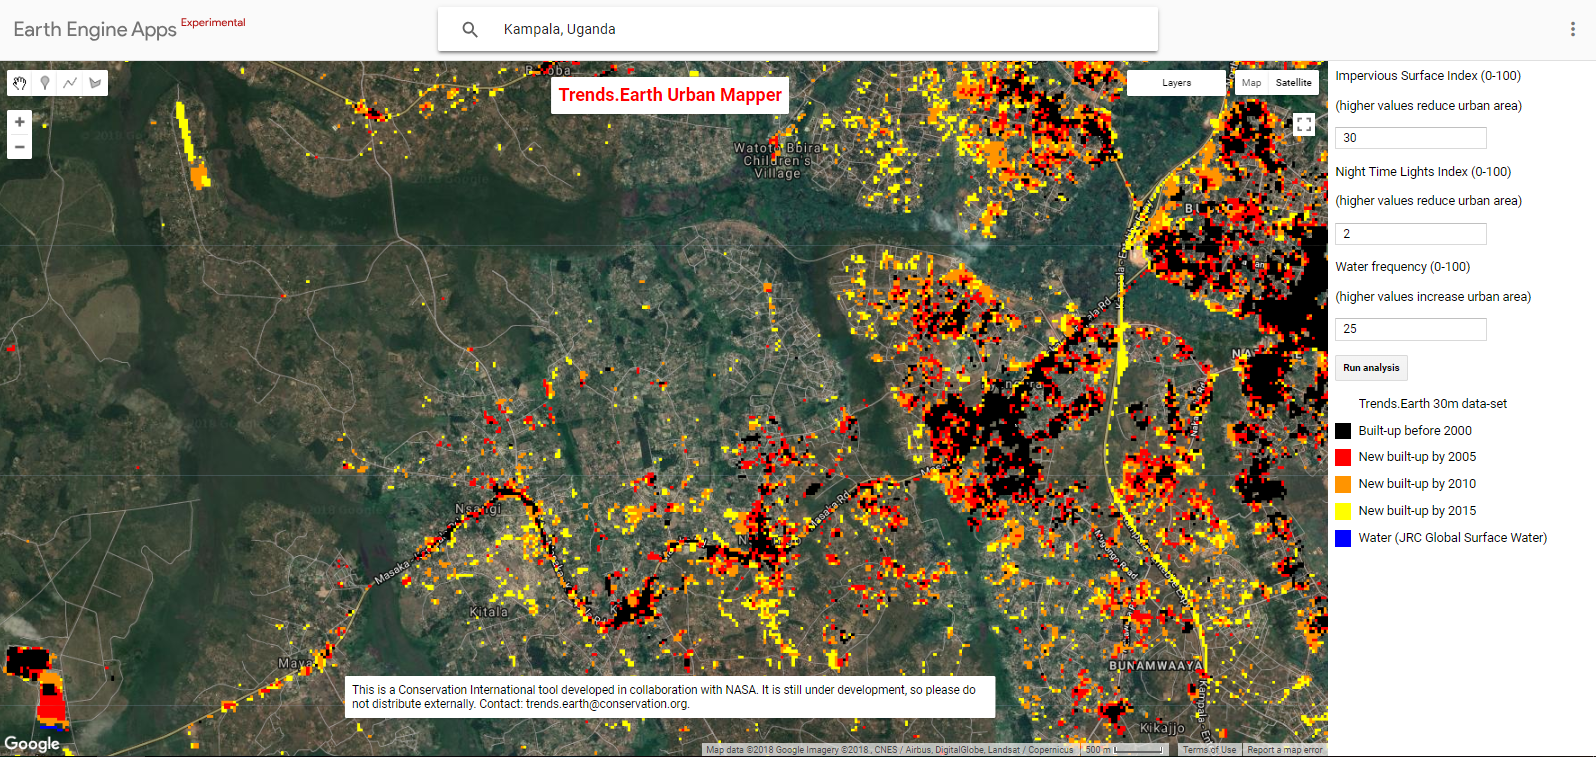 Earth Engine Apps Experimental
Kampala, Uganda
Trends.Earth Urban Mapper
Layers
Map
Satellite
Watoto Bbira
Children's
Village
Masaka Rd
Nsangi
Kitala
Maya
BUNAMWAAYA
Kikajjo
This is a Conservation International tool developed in collaboration with NASA. It is still under development, so please do
not distribute externally. Contact: trends.earth@conservation.org.
Google
Map data ©2018 Google Imagery ©2018 , CNES / Airbus, DigitalGlobe, Landsat / Copernicus
500 m
Terms of Use
Report a map error
Impervious Surface Index (0-100)
(higher values reduce urban area)
30
Night Time Lights Index (0-100)
(higher values reduce urban area)
2
Water frequency (0-100)
(higher values increase urban area)
25
Run analysis
Trends.Earth 30m data-set
Built-up before 2000
New built-up by 2005
New built-up by 2010
New built-up by 2015
Water (JRC Global Surface Water)